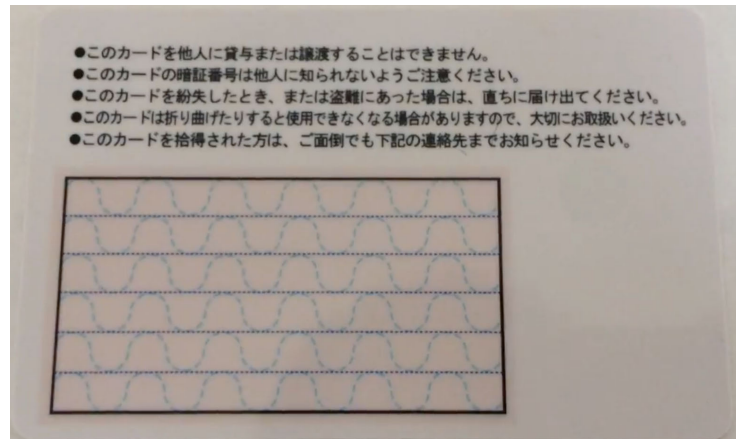 ●このカードを他人に貸与または譲渡することはできません。
●このカードの暗証番号は他人に知られないようご注意ください。
●このカードを紛失したとき、または盗難にあった場合は、直ちに届け出てください。
●このカードは折り曲げたりすると使用できなくなる場合がありますので、大切にお取扱いください。
●このカードを拾得された方は、ご面倒でも下記の連絡先までお知らせください。